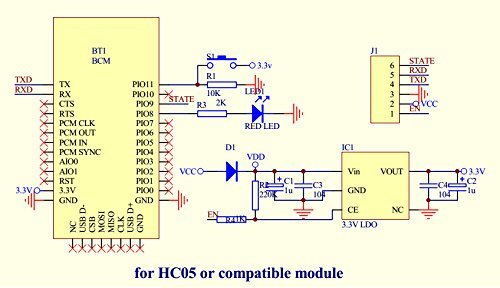 BT1
BCM
TXD
RXD
TX
RX
CTS
RTS
PCM CLK
PCM OUT
PCM IN
PCM SYNC
AIO0
AIO1
RST
3.3V
3.3V
GND
PIO11
PIO10
PIO9
PIO8
PIO7
PIO6
PIO5
PIO4
PIO3
PIO2
PIO1
PIO0
GND
NC
USB D-
CSB
MOSI
MISO
CLK
USB D+
GND
S1
3.3v
R1
10K
STATE
R3
2K
LED1
RED LED
J1
6 STATE
5 RXD
4 TXD
3
2 VCC
1 EN
D1
VCC
VDD
R2
220K
C1
1u
C3
104
EN
R4 1K
IC1
Vin
VOUT
GND
CE
NC
3.3V LDO
3.3V
C4
104
C2
1u
for HC05 or compatible module